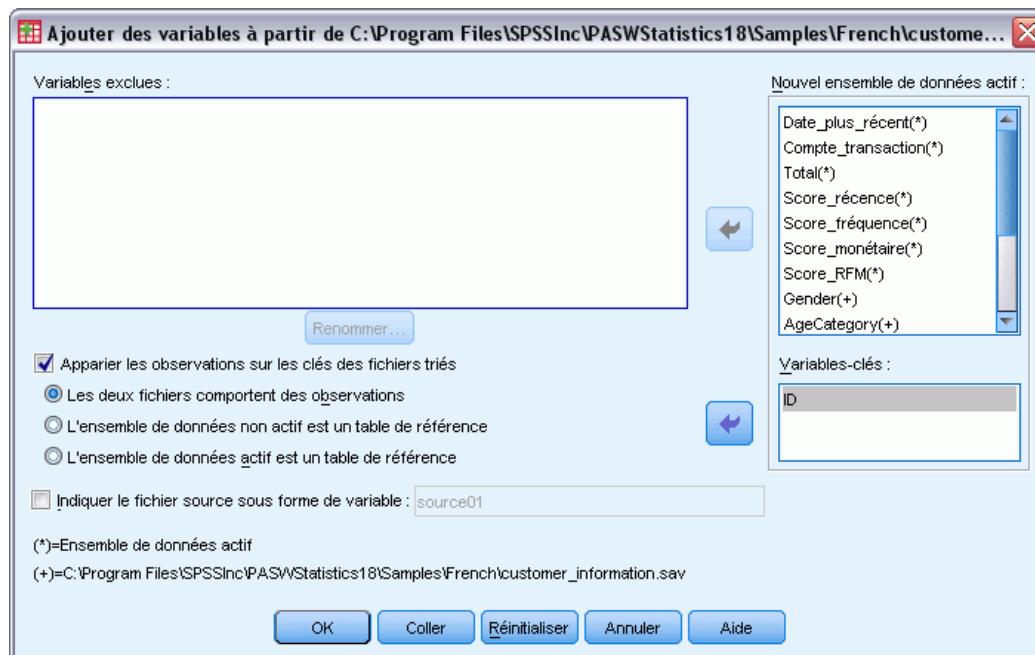 Ajouter des variables à partir de C:\Program Files\SPSSInc\PASWStatistics18\Samples\French\custome...
Variables exclues :
Renommer...
Apparier les observations sur les clés des fichiers triés
Les deux fichiers comportent des observations
L'ensemble de données non actif est un table de référence
L'ensemble de données actif est un table de référence
Indiquer le fichier source sous forme de variable : source01
(*)=Ensemble de données actif
(+)=C:\Program Files\SPSSInc\PASWStatistics18\Samples\French\customer_information.sav
Nouvel ensemble de données actif :
Date_plus_récent(*)
Compte_transaction(*)
Total(*)
Score_récence(*)
Score_fréquence(*)
Score_monétaire(*)
Score_RFM(*)
Gender(+)
AgeCategory(+)
Variables-clés :
ID
OK Coller Réinitialiser Annuler Aide